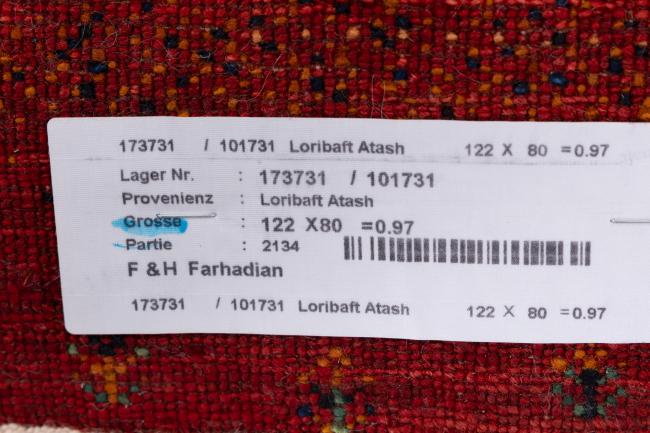 173731 / 101731 Loribaft Atash 122 X 80 =0.97
Lager Nr. : 173731 / 101731
Provenienz : Loribaft Atash
Grosse : 122 X80 =0.97
Partie : 2134
F &H Farhadian
173731 / 101731 Loribaft Atash 122 X 80 =0.97